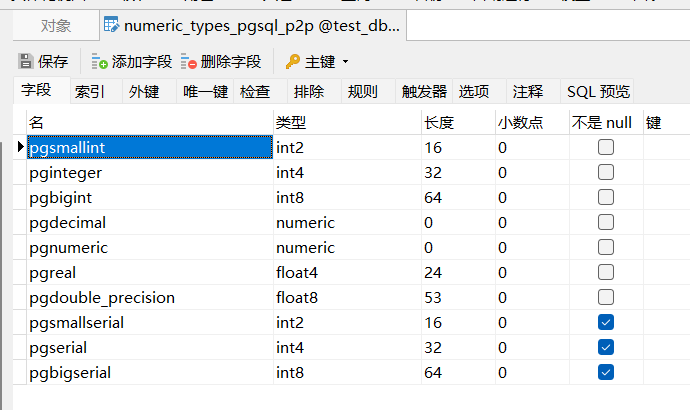 对象 numeric_types_pgsql_p2p @test_db...
保存 添加字段 删除字段 主键
字段 索引 外键 唯一键 检查 排除 规则 触发器 选项 注释 SQL 预览
名 类型 长度 小数点 不是 null 键
pgsmallint int2 16 0
pginteger int4 32 0
pgbigint int8 64 0
pgdecimal numeric 0 0
pgnumeric numeric 0 0
pgreal float4 24 0
pgdouble_precision float8 53 0
pgsmallserial int2 16 0
pgserial int4 32 0
pgbigserial int8 64 0